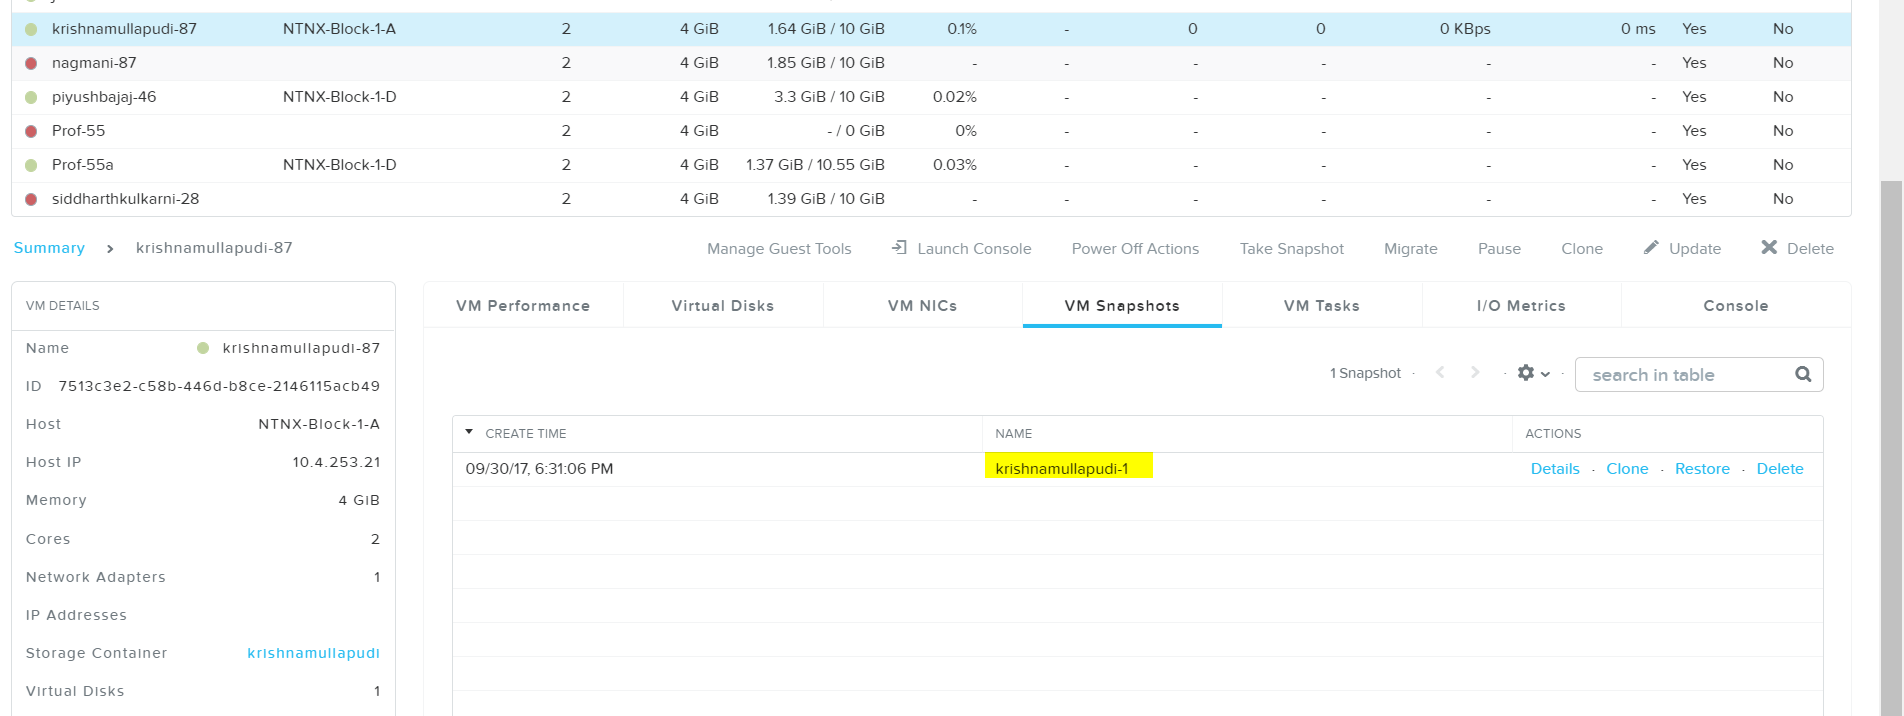 krishnamullapudi-87 NTNX-Block-1-A 2 4 GiB 1.64 GiB / 10 GiB 0.1% - 0 0 0 KBps 0 ms Yes No
nagmani-87 2 4 GiB 1.85 GiB / 10 GiB - - - - - - Yes No
piyushbajaj-46 NTNX-Block-1-D 2 4 GiB 3.3 GiB / 10 GiB 0.02% - - - - - Yes No
Prof-55 2 4 GiB - / 0 GiB 0% - - - - - Yes No
Prof-55a NTNX-Block-1-D 2 4 GiB 1.37 GiB / 10.55 GiB 0.03% - - - - - Yes No
siddharthkulkarni-28 2 4 GiB 1.39 GiB / 10 GiB - - - - - - Yes No
Summary > krishnamullapudi-87 Manage Guest Tools Launch Console Power Off Actions Take Snapshot Migrate Pause Clone Update Delete
VM DETAILS
Name krishnamullapudi-87
ID 7513c3e2-c58b-446d-b8ce-2146115acb49
Host NTNX-Block-1-A
Host IP 10.4.253.21
Memory 4 GiB
Cores 2
Network Adapters 1
IP Addresses
Storage Container krishnamullapudi
Virtual Disks 1
VM Performance Virtual Disks VM NICs VM Snapshots VM Tasks I/O Metrics Console
1 Snapshot · < > · · search in table
CREATE TIME NAME ACTIONS
09/30/17, 6:31:06 PM krishnamullapudi-1 Details · Clone · Restore · Delete